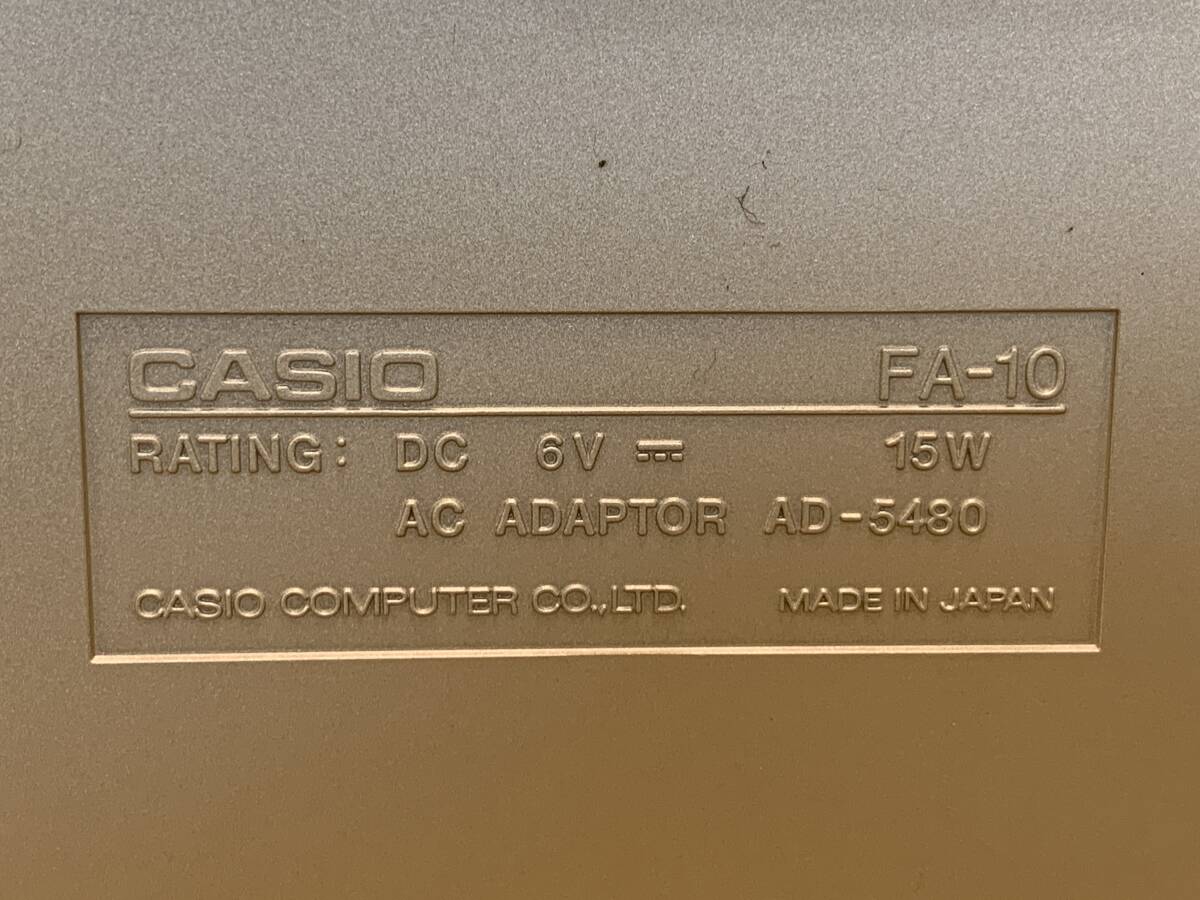 CASIO FA-10
RATING: DC 6V ⎓ 15W
AC ADAPTOR AD-5480
CASIO COMPUTER CO.,LTD. MADE IN JAPAN